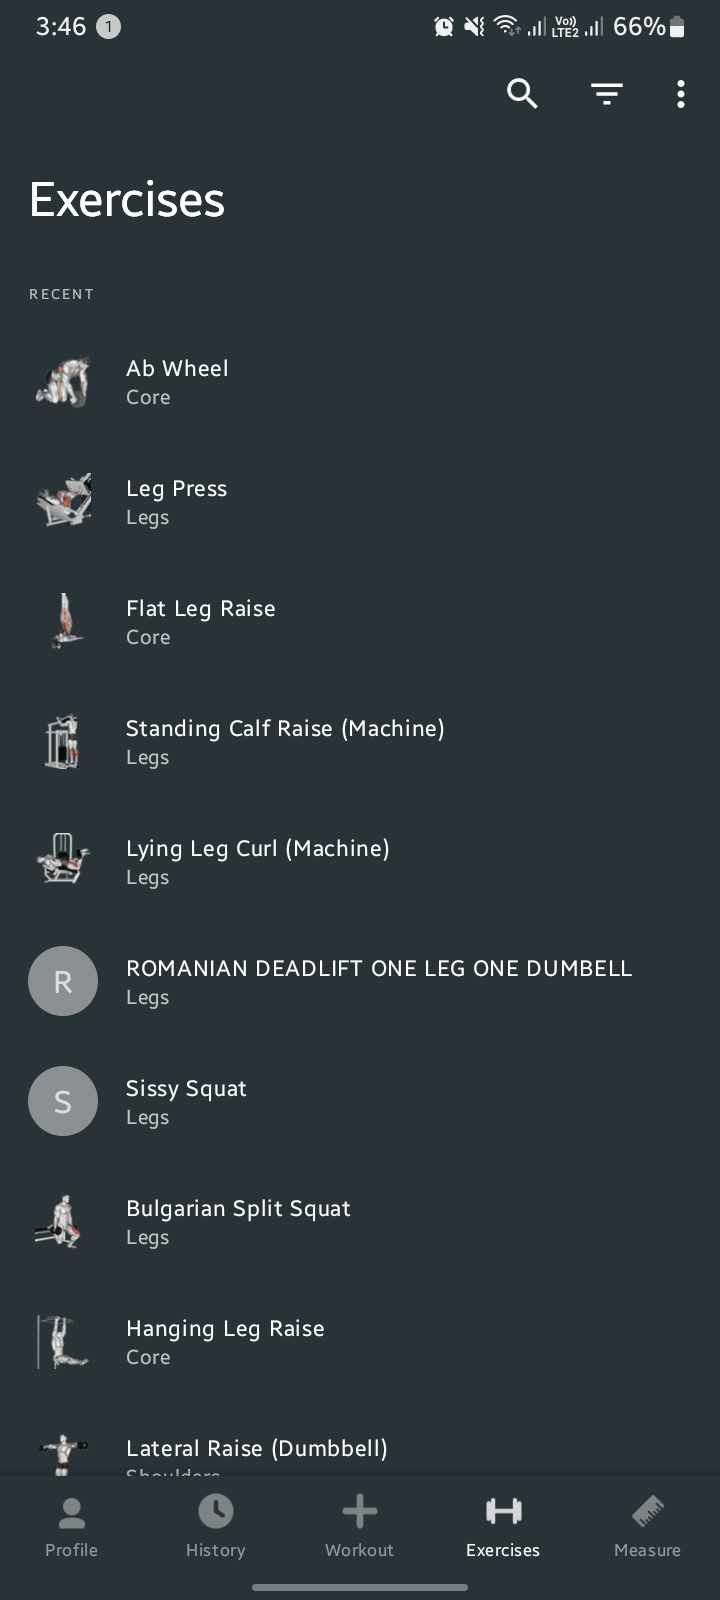 3:46 1 Vo)) LTE2 66%
Exercises
RECENT
Ab Wheel
Core
Leg Press
Legs
Flat Leg Raise
Core
Standing Calf Raise (Machine)
Legs
Lying Leg Curl (Machine)
Legs
R
ROMANIAN DEADLIFT ONE LEG ONE DUMBELL
Legs
S
Sissy Squat
Legs
Bulgarian Split Squat
Legs
Hanging Leg Raise
Core
Lateral Raise (Dumbbell)
Shoulders
Profile History Workout Exercises Measure